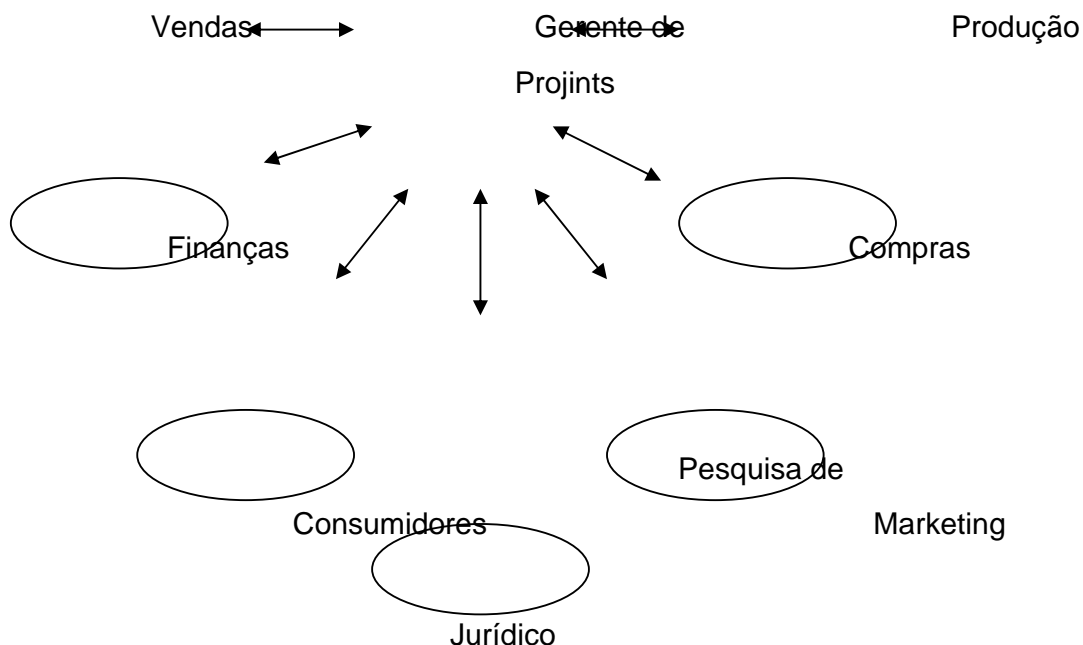 Vendas Gerente de Produção
Projints
Finanças Compras
Pesquisa de
Consumidores Marketing
Jurídico